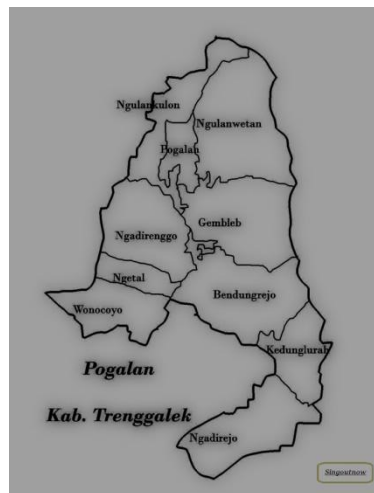 Ngulankulon
Ngulanwetan
Pogalan
Gembleb
Ngadirenggo
Ngetal
Bendungrejo
Wonocoyo
Kedunglurah
Pogalan
Kab. Trenggalek
Ngadirejo
Singoutnow